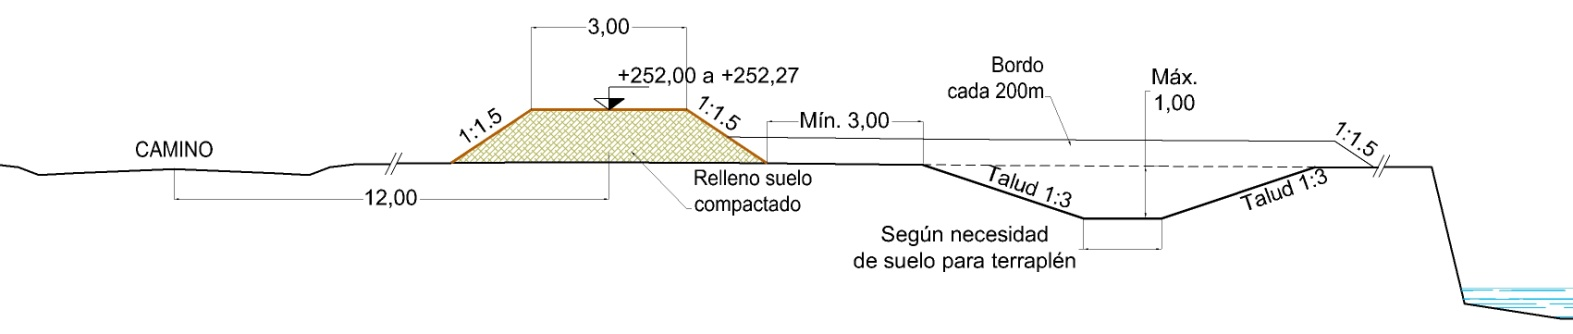 3,00
+252,00 a +252,27
1:1.5
1:1.5
Mín. 3,00
Bordo
cada 200m
Máx.
1,00
1:1.5
CAMINO
12,00
Relleno suelo
compactado
Talud 1:3
Talud 1:3
Según necesidad
de suelo para terraplén